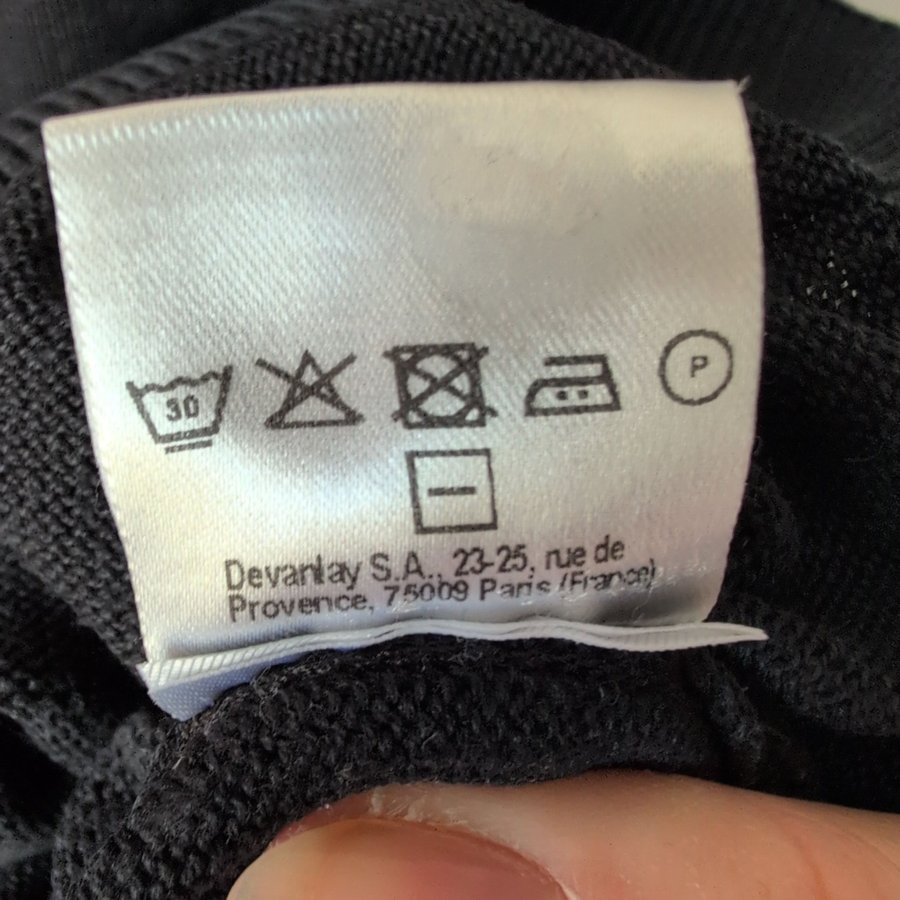 30
P
Devanlay S.A., 23-25, rue de
Provence, 75009 Paris (France)